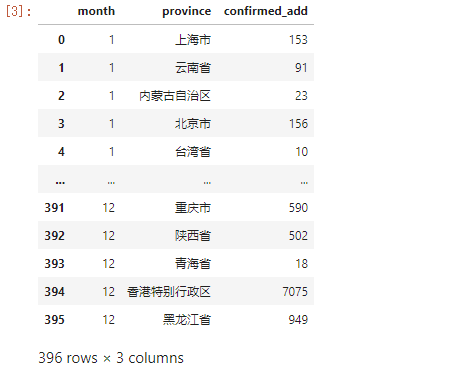 [3]:
month province confirmed_add
0 1 上海市 153
1 1 云南省 91
2 1 内蒙古自治区 23
3 1 北京市 156
4 1 台湾省 10
... ... ... ...
391 12 重庆市 590
392 12 陕西省 502
393 12 青海省 18
394 12 香港特别行政区 7075
395 12 黑龙江省 949
396 rows × 3 columns